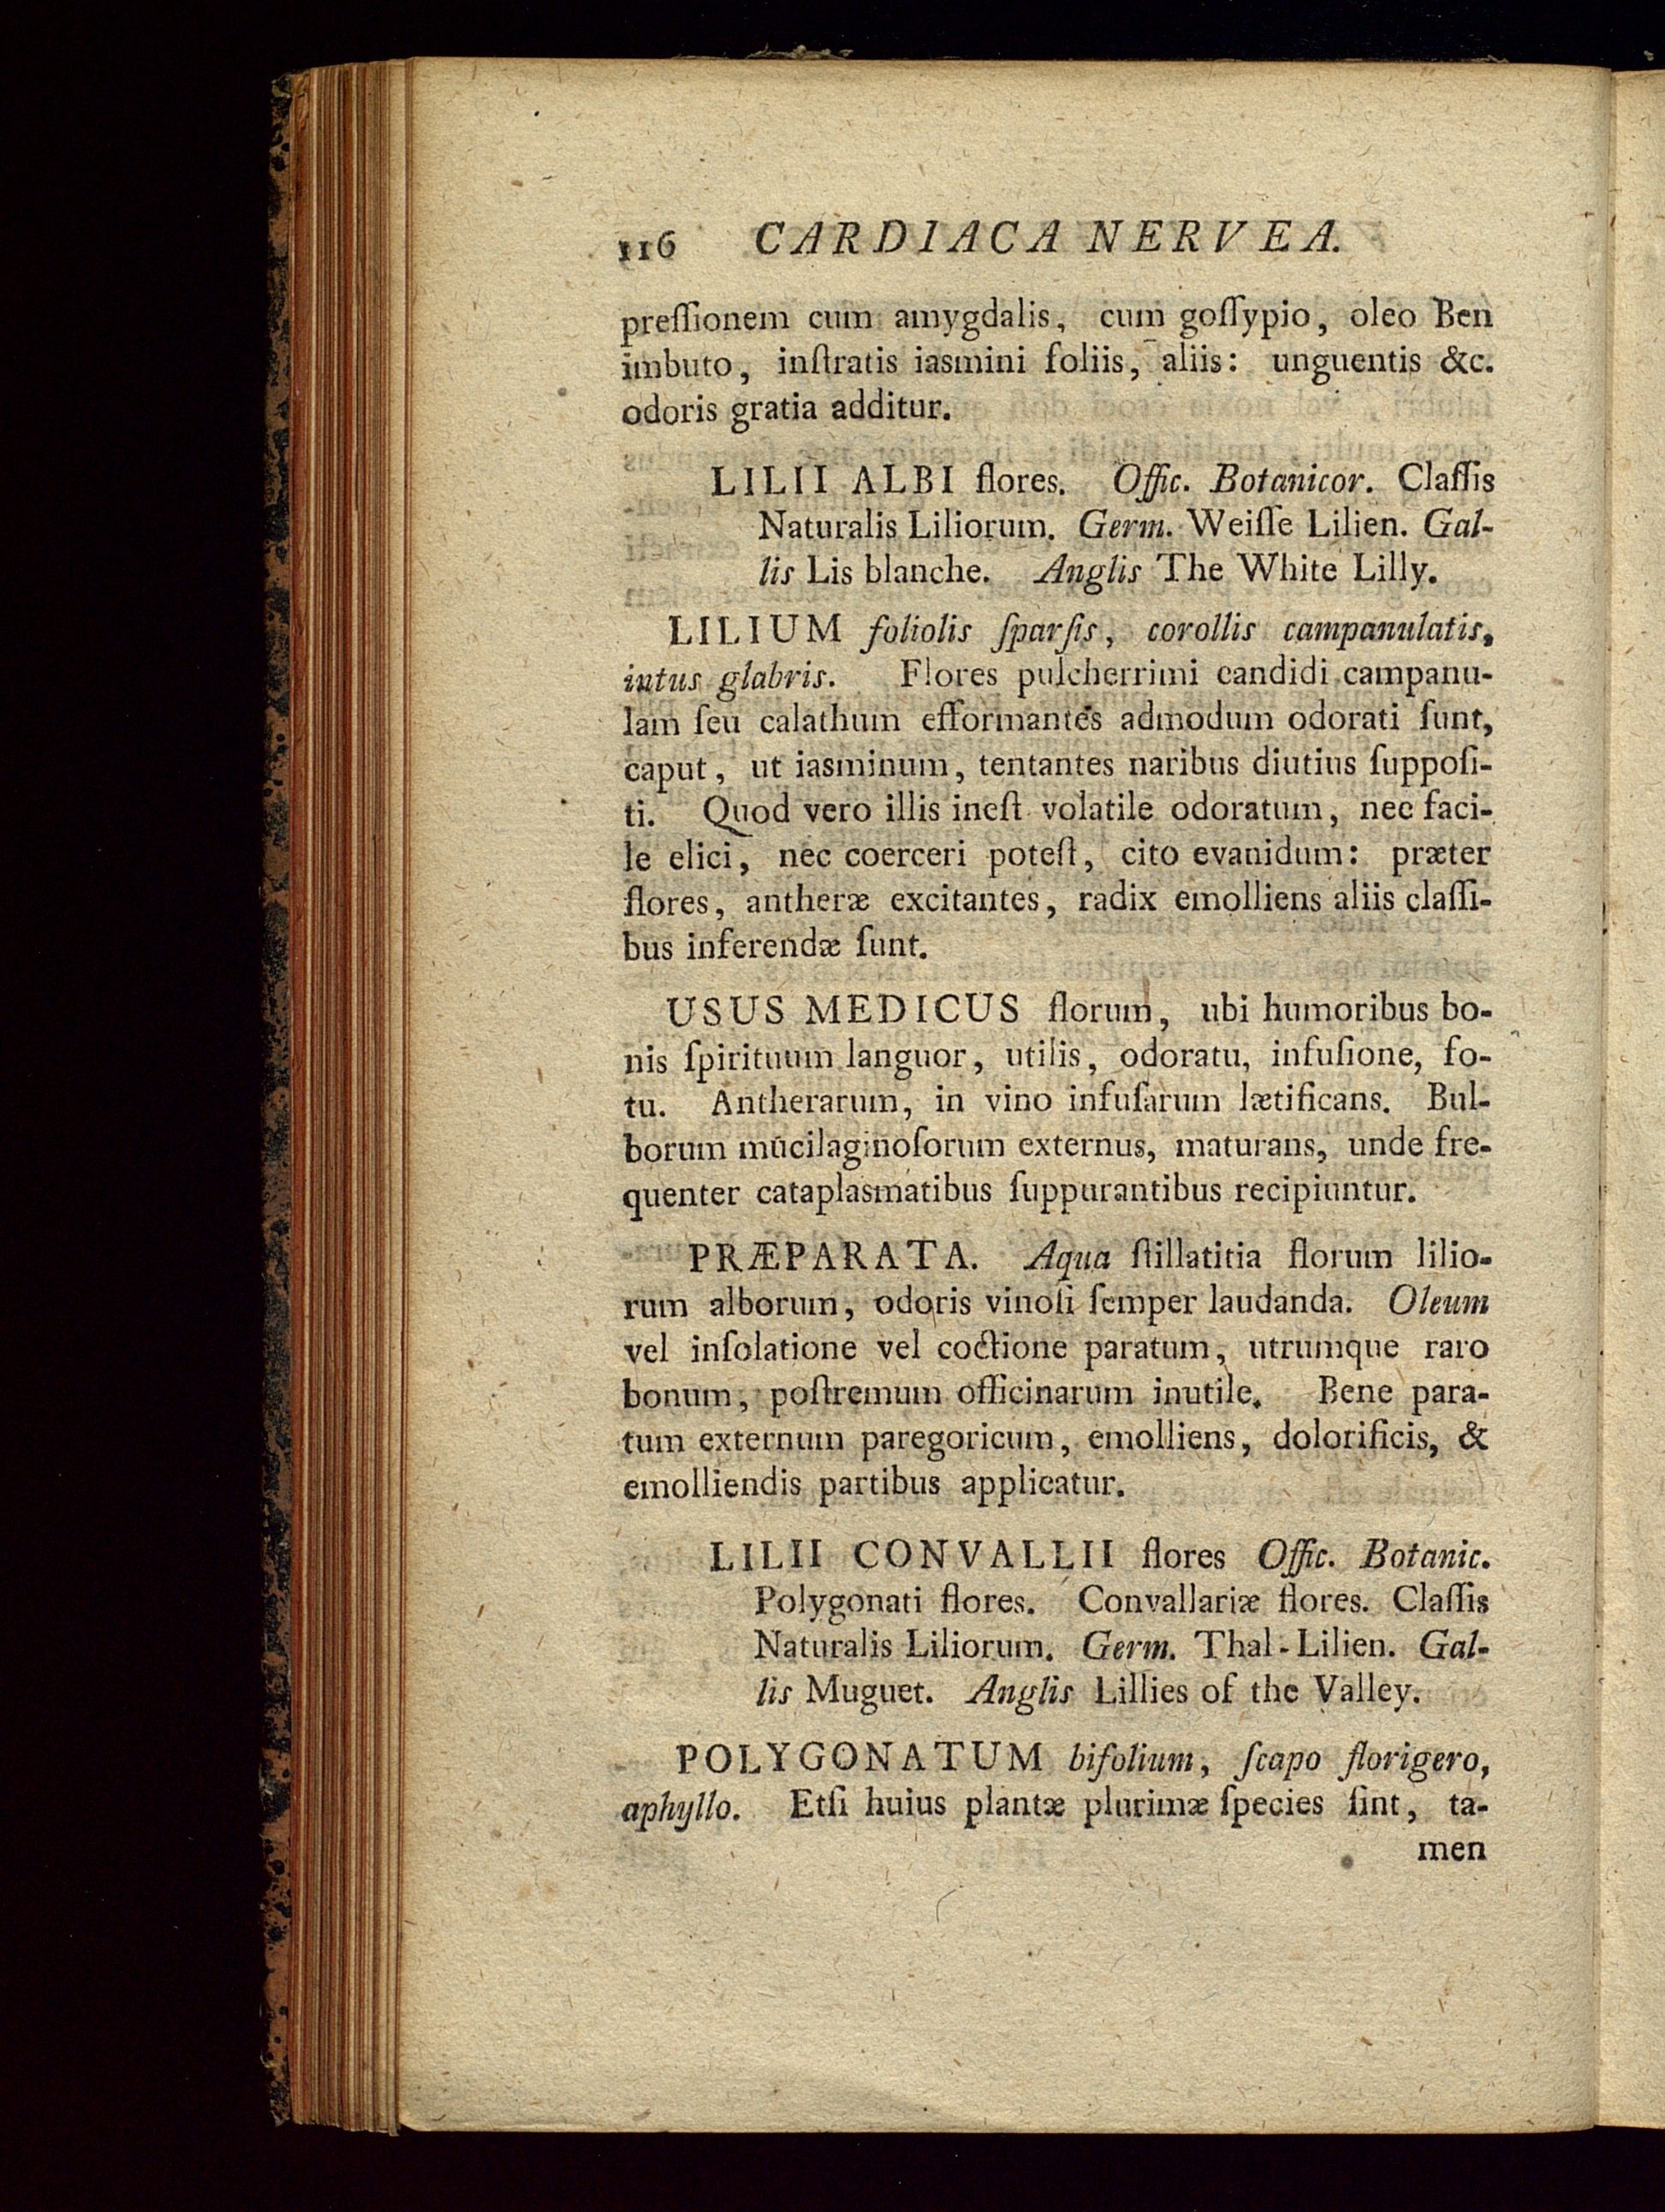 116 CARDIACA NERVEA.
preſſionem cum amygdalis, cum goſſypio, oleo Ben
imbuto, inſtratis iasmini foliis, aliis: unguentis &c.
odoris gratia additur.
LILII ALBI flores. Offic. Botanicor. Claſſis
Naturalis Liliorum. Germ. Weiſſe Lilien. Gal-
lis Lis blanche. Anglis The White Lilly.
LILIUM foliolis ſparſis, corollis campanulatis,
intus glabris. Flores pulcherrimi candidi campanu-
lam ſeu calathum efformantes admodum odorati ſunt,
caput, ut iasminum, tentantes naribus diutius ſuppoſi-
ti. Quod vero illis ineſt volatile odoratum, nec faci-
le elici, nec coerceri poteſt, cito evanidum: præter
flores, antheræ excitantes, radix emolliens aliis claſſi-
bus inferendæ ſunt.
USUS MEDICUS florum, ubi humoribus bo-
nis ſpirituum languor, utilis, odoratu, infuſione, fo-
tu. Antherarum, in vino infuſarum lætificans. Bul-
borum mucilaginoſorum externus, maturans, unde fre-
quenter cataplasmatibus ſuppurantibus recipiuntur.
PRÆPARATA. Aqua ſtillatitia florum lilio-
rum alborum, odoris vinoſi ſemper laudanda. Oleum
vel inſolatione vel coctione paratum, utrumque raro
bonum, poſtremum officinarum inutile. Bene para-
tum externum paregoricum, emolliens, dolorificis, &
emolliendis partibus applicatur.
LILII CONVALLII flores Offic. Botanic.
Polygonati flores. Convallariæ flores. Claſſis
Naturalis Liliorum. Germ. Thal-Lilien. Gal-
lis Muguet. Anglis Lillies of the Valley.
POLYGONATUM bifolium, ſcapo florigero,
aphyllo. Etſi huius plantæ plurimæ ſpecies ſint, ta-
men